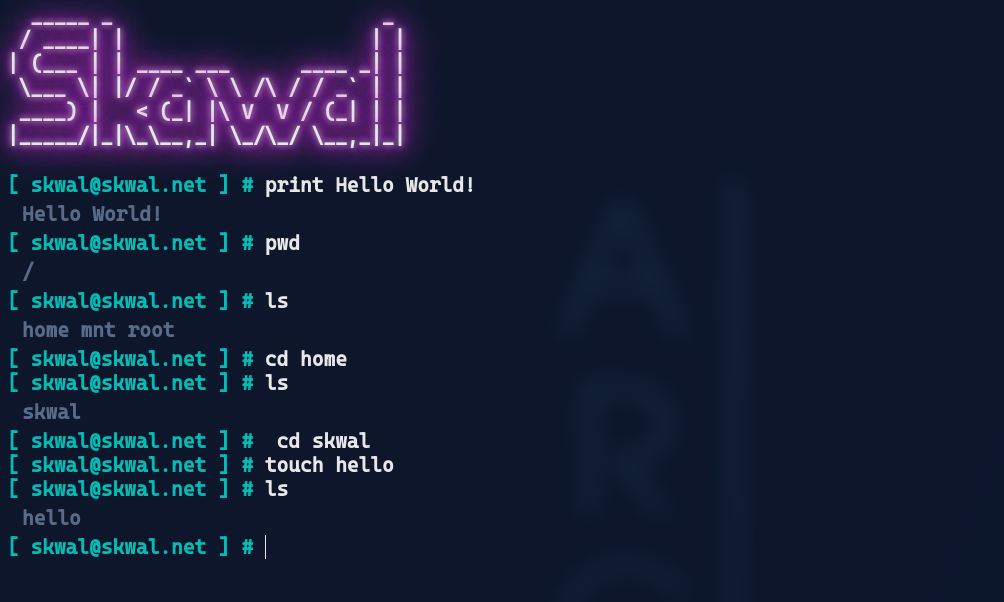 Skwal
[ skwal@skwal.net ] # print Hello World!
Hello World!
[ skwal@skwal.net ] # pwd
/
[ skwal@skwal.net ] # ls
home mnt root
[ skwal@skwal.net ] # cd home
[ skwal@skwal.net ] # ls
skwal
[ skwal@skwal.net ] #  cd skwal
[ skwal@skwal.net ] # touch hello
[ skwal@skwal.net ] # ls
hello
[ skwal@skwal.net ] #
A
R